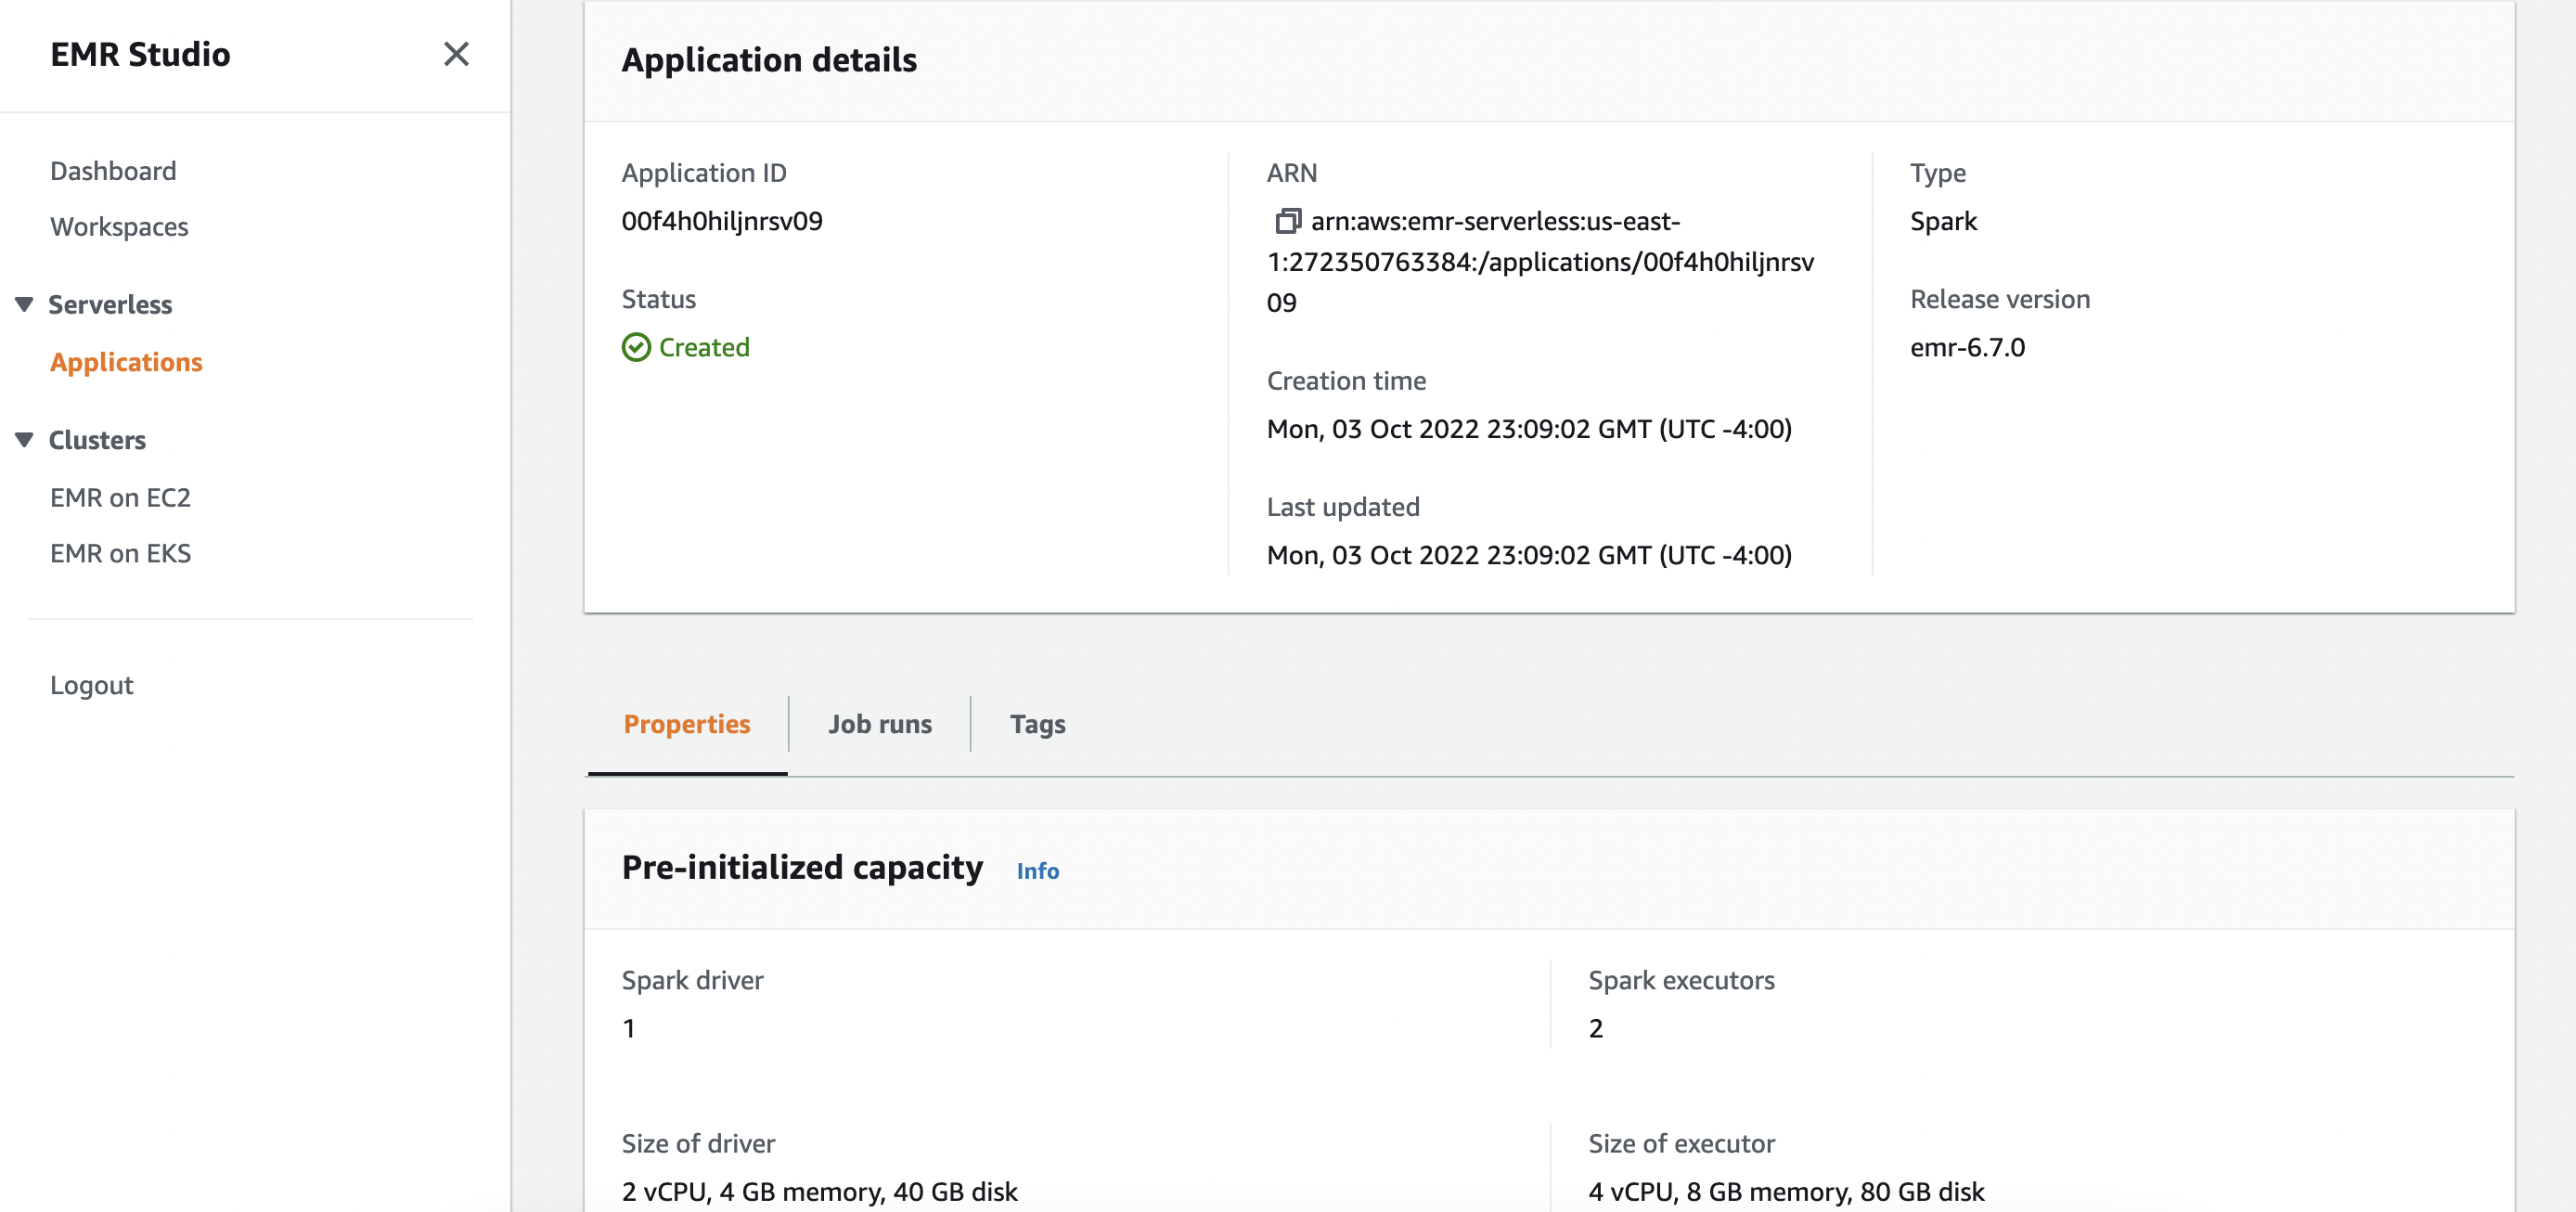 EMR Studio
Dashboard
Workspaces
Serverless
Applications
Clusters
EMR on EC2
EMR on EKS
Logout
Application details
Application ID
00f4h0hiljnrsv09
Status
Created
ARN
arn:aws:emr-serverless:us-east-
1:272350763384:/applications/00f4h0hiljnrsv
09
Creation time
Mon, 03 Oct 2022 23:09:02 GMT (UTC -4:00)
Last updated
Mon, 03 Oct 2022 23:09:02 GMT (UTC -4:00)
Type
Spark
Release version
emr-6.7.0
Properties
Job runs
Tags
Pre-initialized capacity Info
Spark driver
1
Spark executors
2
Size of driver
2 vCPU, 4 GB memory, 40 GB disk
Size of executor
4 vCPU, 8 GB memory, 80 GB disk